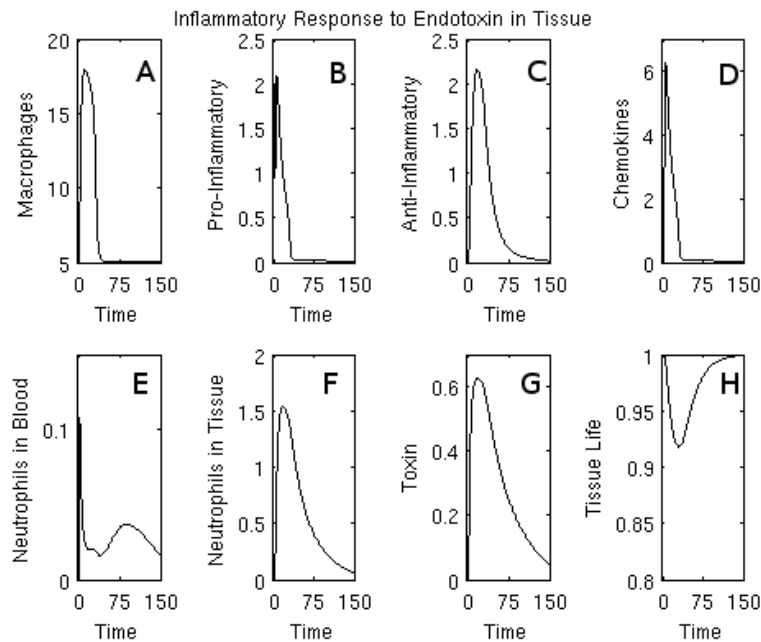 Inflammatory Response to Endotoxin in Tissue
A
Macrophages
20
15
10
5
0 75 150
Time
B
Pro-Inflammatory
2.5
2
1.5
1
0.5
0
0 75 150
Time
C
Anti-Inflammatory
2.5
2
1.5
1
0.5
0
0 75 150
Time
D
Chemokines
6
4
2
0
0 75 150
Time
E
Neutrophils in Blood
0.1
0
0 75 150
Time
F
Neutrophils in Tissue
2
1.5
1
0.5
0
0 75 150
Time
G
Toxin
0.6
0.4
0.2
0
0 75 150
Time
H
Tissue Life
1
0.95
0.9
0.85
0.8
0 75 150
Time